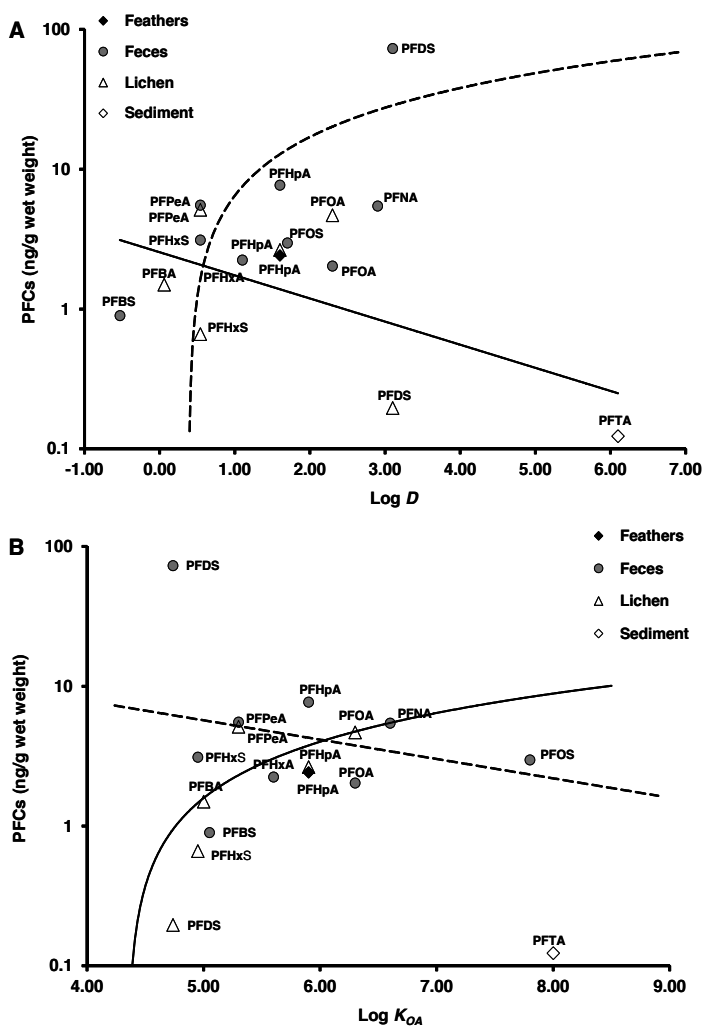 A
100
10
1
0.1
PFCs (ng/g wet weight)
Feathers
Feces
Lichen
Sediment
PFDS
PFHpA
PFPeA
PFPeA
PFOA
PFNA
PFHxS
PFHpA
PFOS
PFBA
PFHxA
PFHpA
PFOA
PFBS
PFHxS
PFDS
PFTA
-1.00 0.00 1.00 2.00 3.00 4.00 5.00 6.00 7.00
Log D
B
100
10
1
0.1
PFCs (ng/g wet weight)
Feathers
Feces
Lichen
Sediment
PFDS
PFHpA
PFPeA
PFOA
PFNA
PFPeA
PFHxS
PFHxA
PFHpA
PFOS
PFOA
PFBA
PFHpA
PFBS
PFHxS
PFDS
PFTA
4.00 5.00 6.00 7.00 8.00 9.00
Log KOA